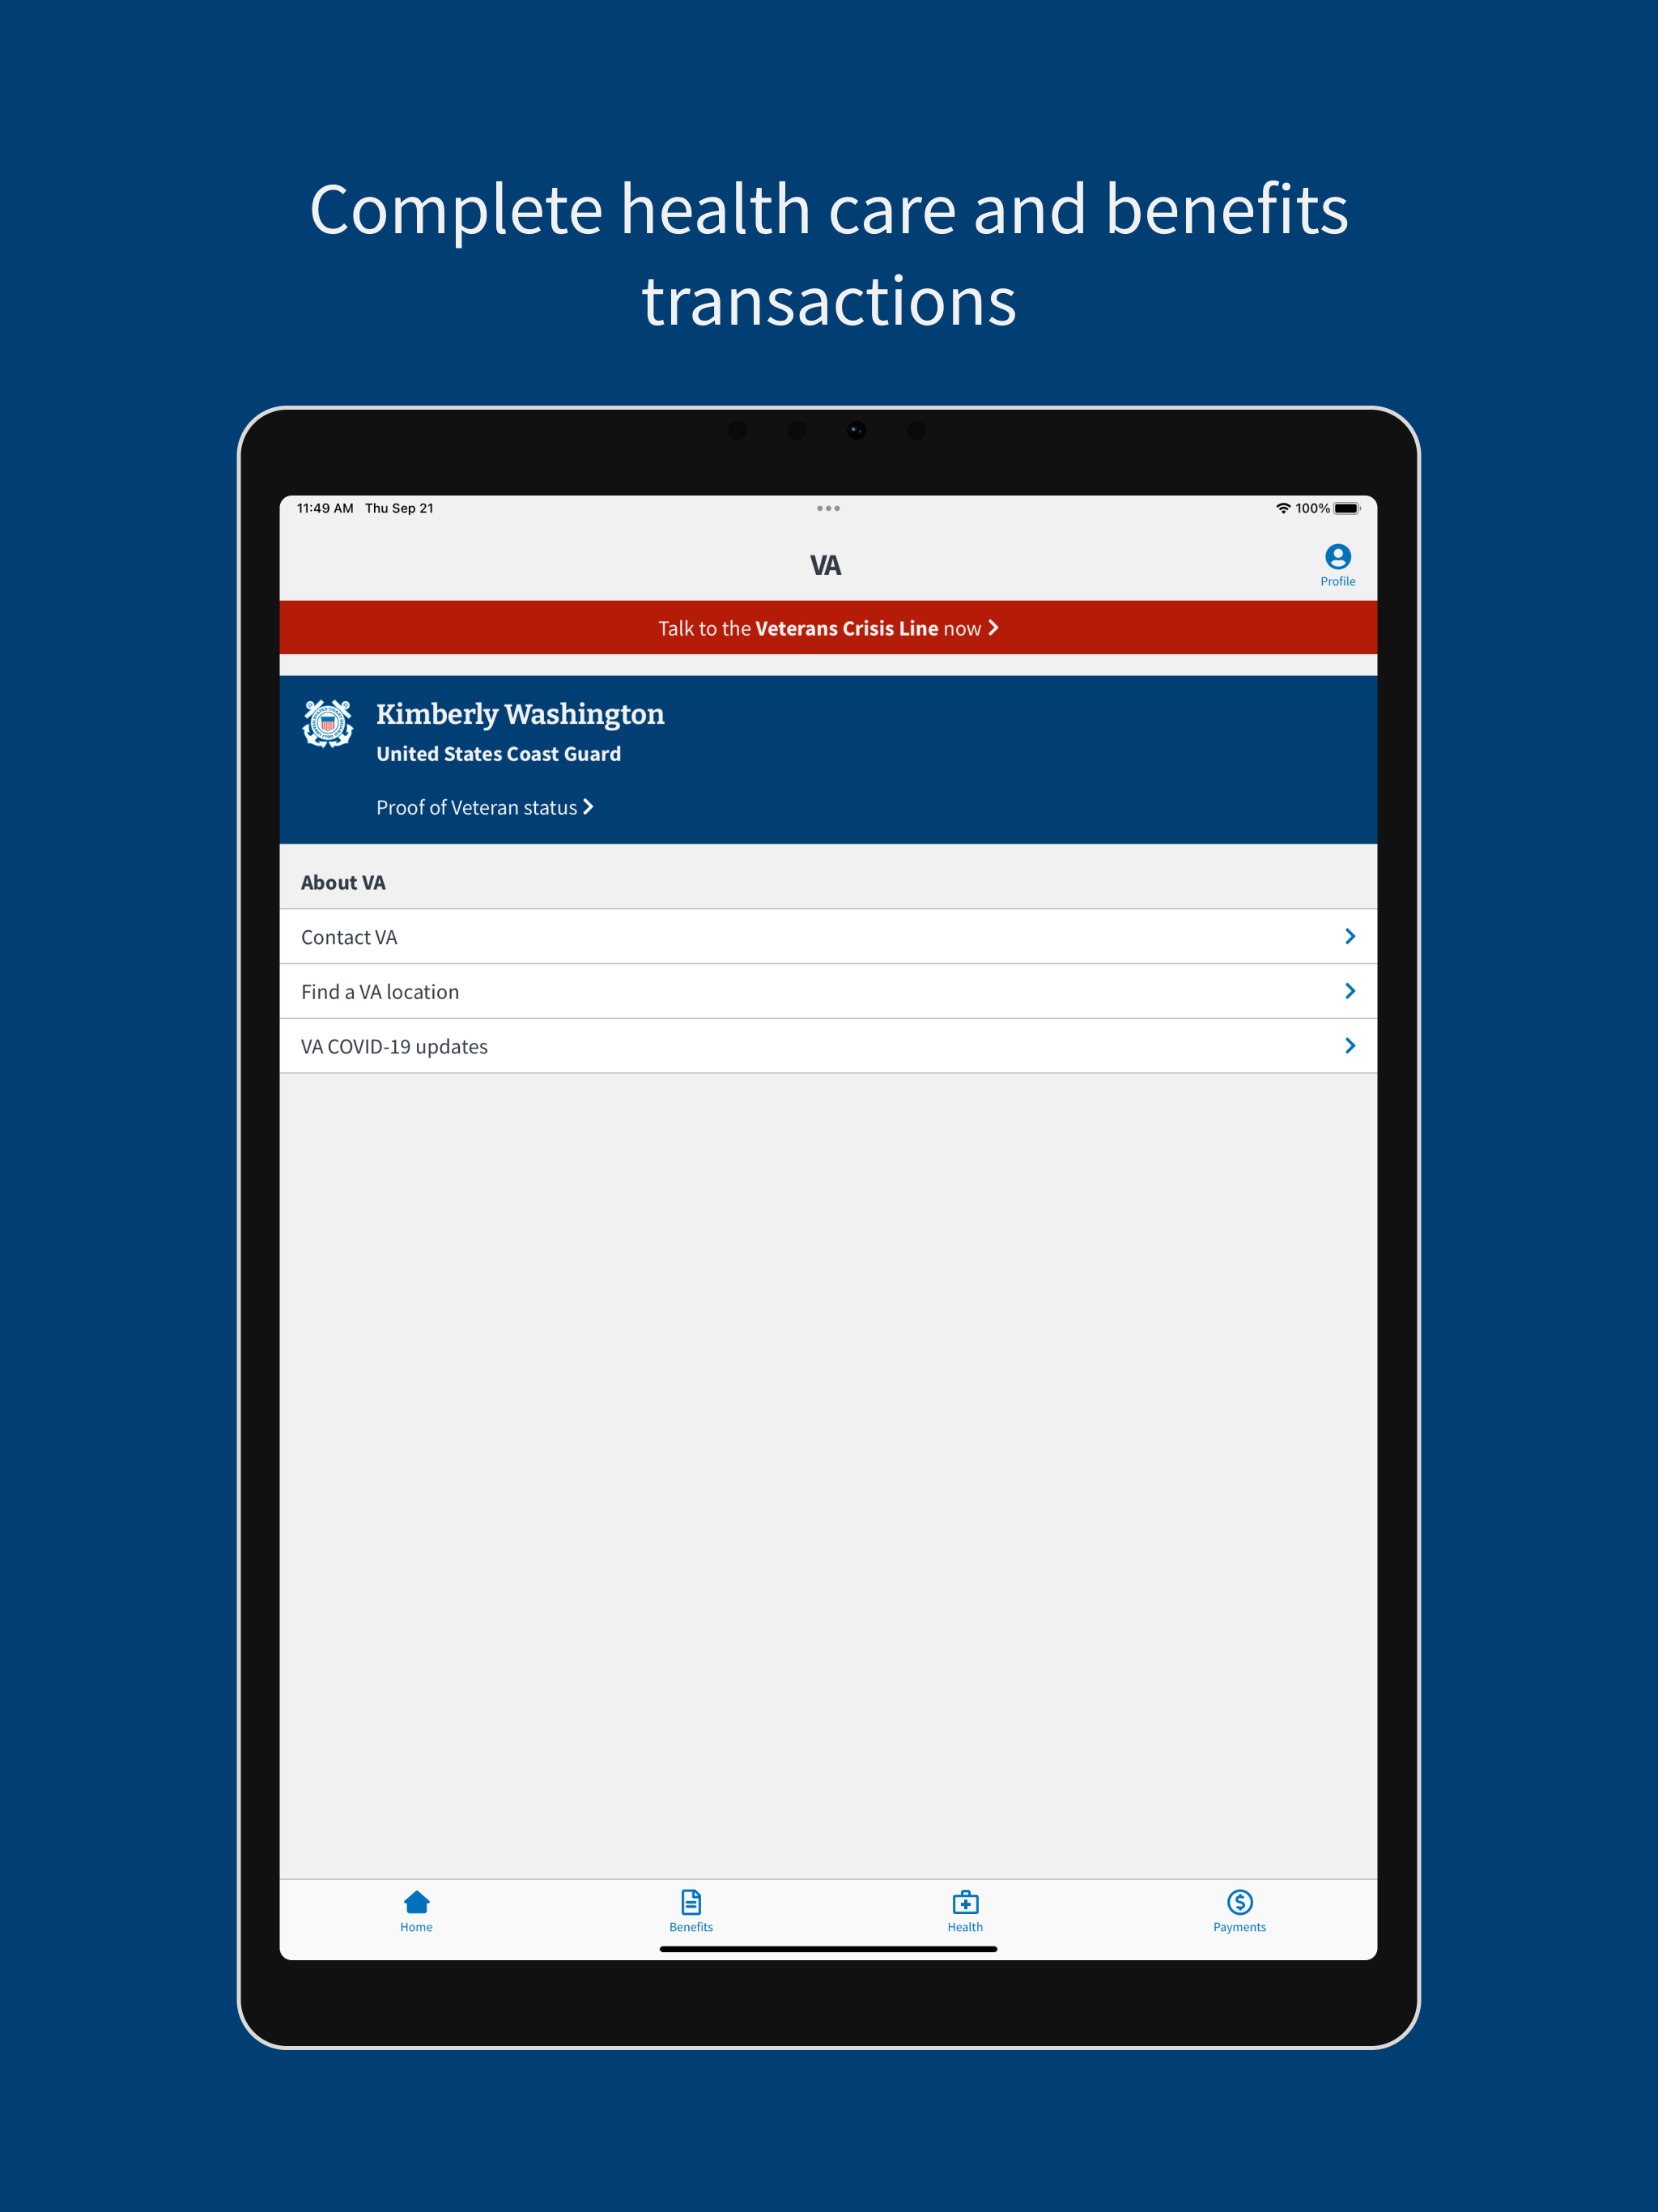 Complete health care and benefits
transactions
11:49 AM Thu Sep 21
100%
VA
Profile
Talk to the Veterans Crisis Line now
Kimberly Washington
United States Coast Guard
Proof of Veteran status
About VA
Contact VA
Find a VA location
VA COVID-19 updates
Home
Benefits
Health
Payments